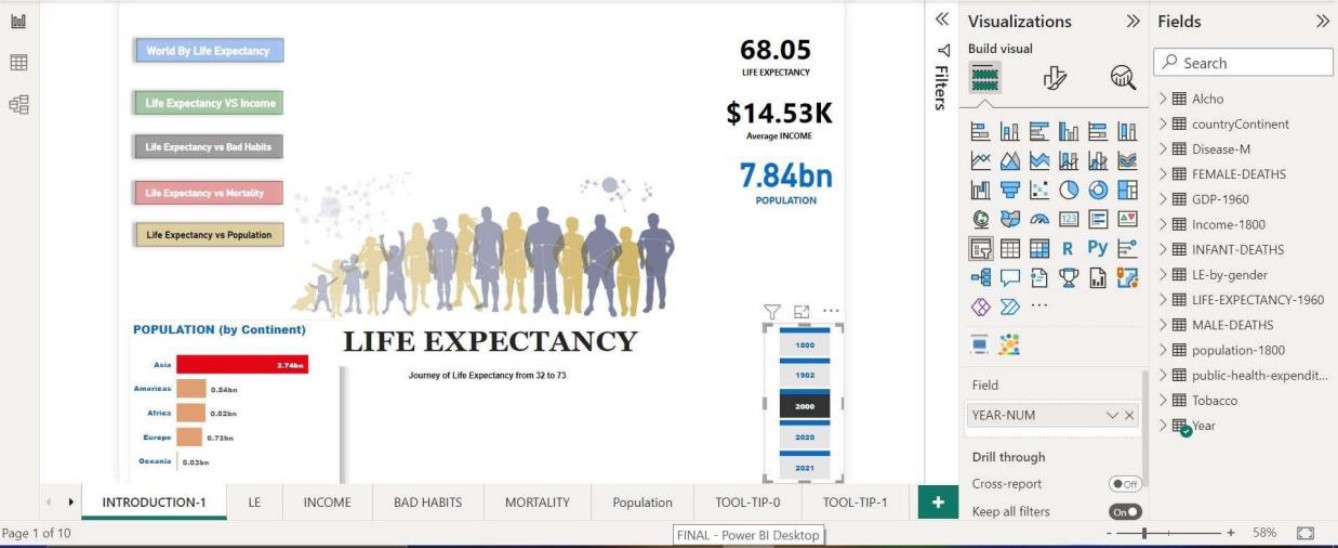 World By Life Expectancy
Life Expectancy VS Income
Life Expectancy vs Bad Habits
Life Expectancy vs Mortality
Life Expectancy vs Population
68.05
LIFE EXPECTANCY
$14.53K
Average INCOME
7.84bn
POPULATION
POPULATION (by Continent)
Asia 3.74bn
Americas 0.84bn
Africa 0.82bn
Europe 0.73bn
Oceania 0.03bn
LIFE EXPECTANCY
Journey of Life Expectancy from 32 to 73
1800
1902
2000
2020
2021
INTRODUCTION-1 LE INCOME BAD HABITS MORTALITY Population TOOL-TIP-0 TOOL-TIP-1 +
Page 1 of 10
FINAL - Power BI Desktop
- + 58%
Filters
Visualizations
Build visual
123
R Py
...
Field
YEAR-NUM
Drill through
Cross-report Off
Keep all filters On
Fields
Search
Alcho
countryContinent
Disease-M
FEMALE-DEATHS
GDP-1960
Income-1800
INFANT-DEATHS
LE-by-gender
LIFE-EXPECTANCY-1960
MALE-DEATHS
population-1800
public-health-expendit...
Tobacco
Year